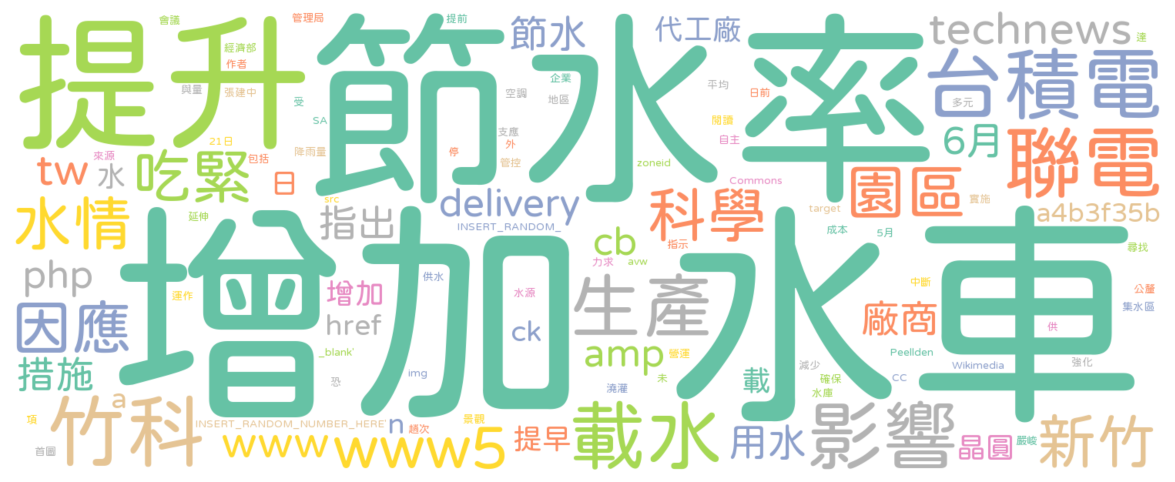 會議
管理局
提前
節水
代工廠
technews
達
提升
節水率
經濟部
作者
與量
張建中
受
SA
企業
空調
地區
平均
日前
台積電
多元
閱讀
自主
6月
聯電
21日
包括
降雨量
支應
外
停
管控
zoneid
tw
來源
水
吃緊
日
src
Commons
園區
實施
target
a4b3f35b
水情
延伸
指出
delivery
INSERT_RANDOM_
科學
成本
5月
指示
尋找
cb
力求
avw
php
增加水車
供水
水源
生產
中斷
公釐
集水區
運作
增加
href
因應
ck
廠商
供
_blank'
amp
營運
Peellden
Wikimedia
強化
減少
措施
恐
img
未
載
確保
水庫
CC
澆灌
a
竹科
值
INSERT_RANDOM_NUMBER_HERE
n
趟次
景觀
載水
影響
新竹
首圖
www
www5
提早
用水
晶圓
嚴峻